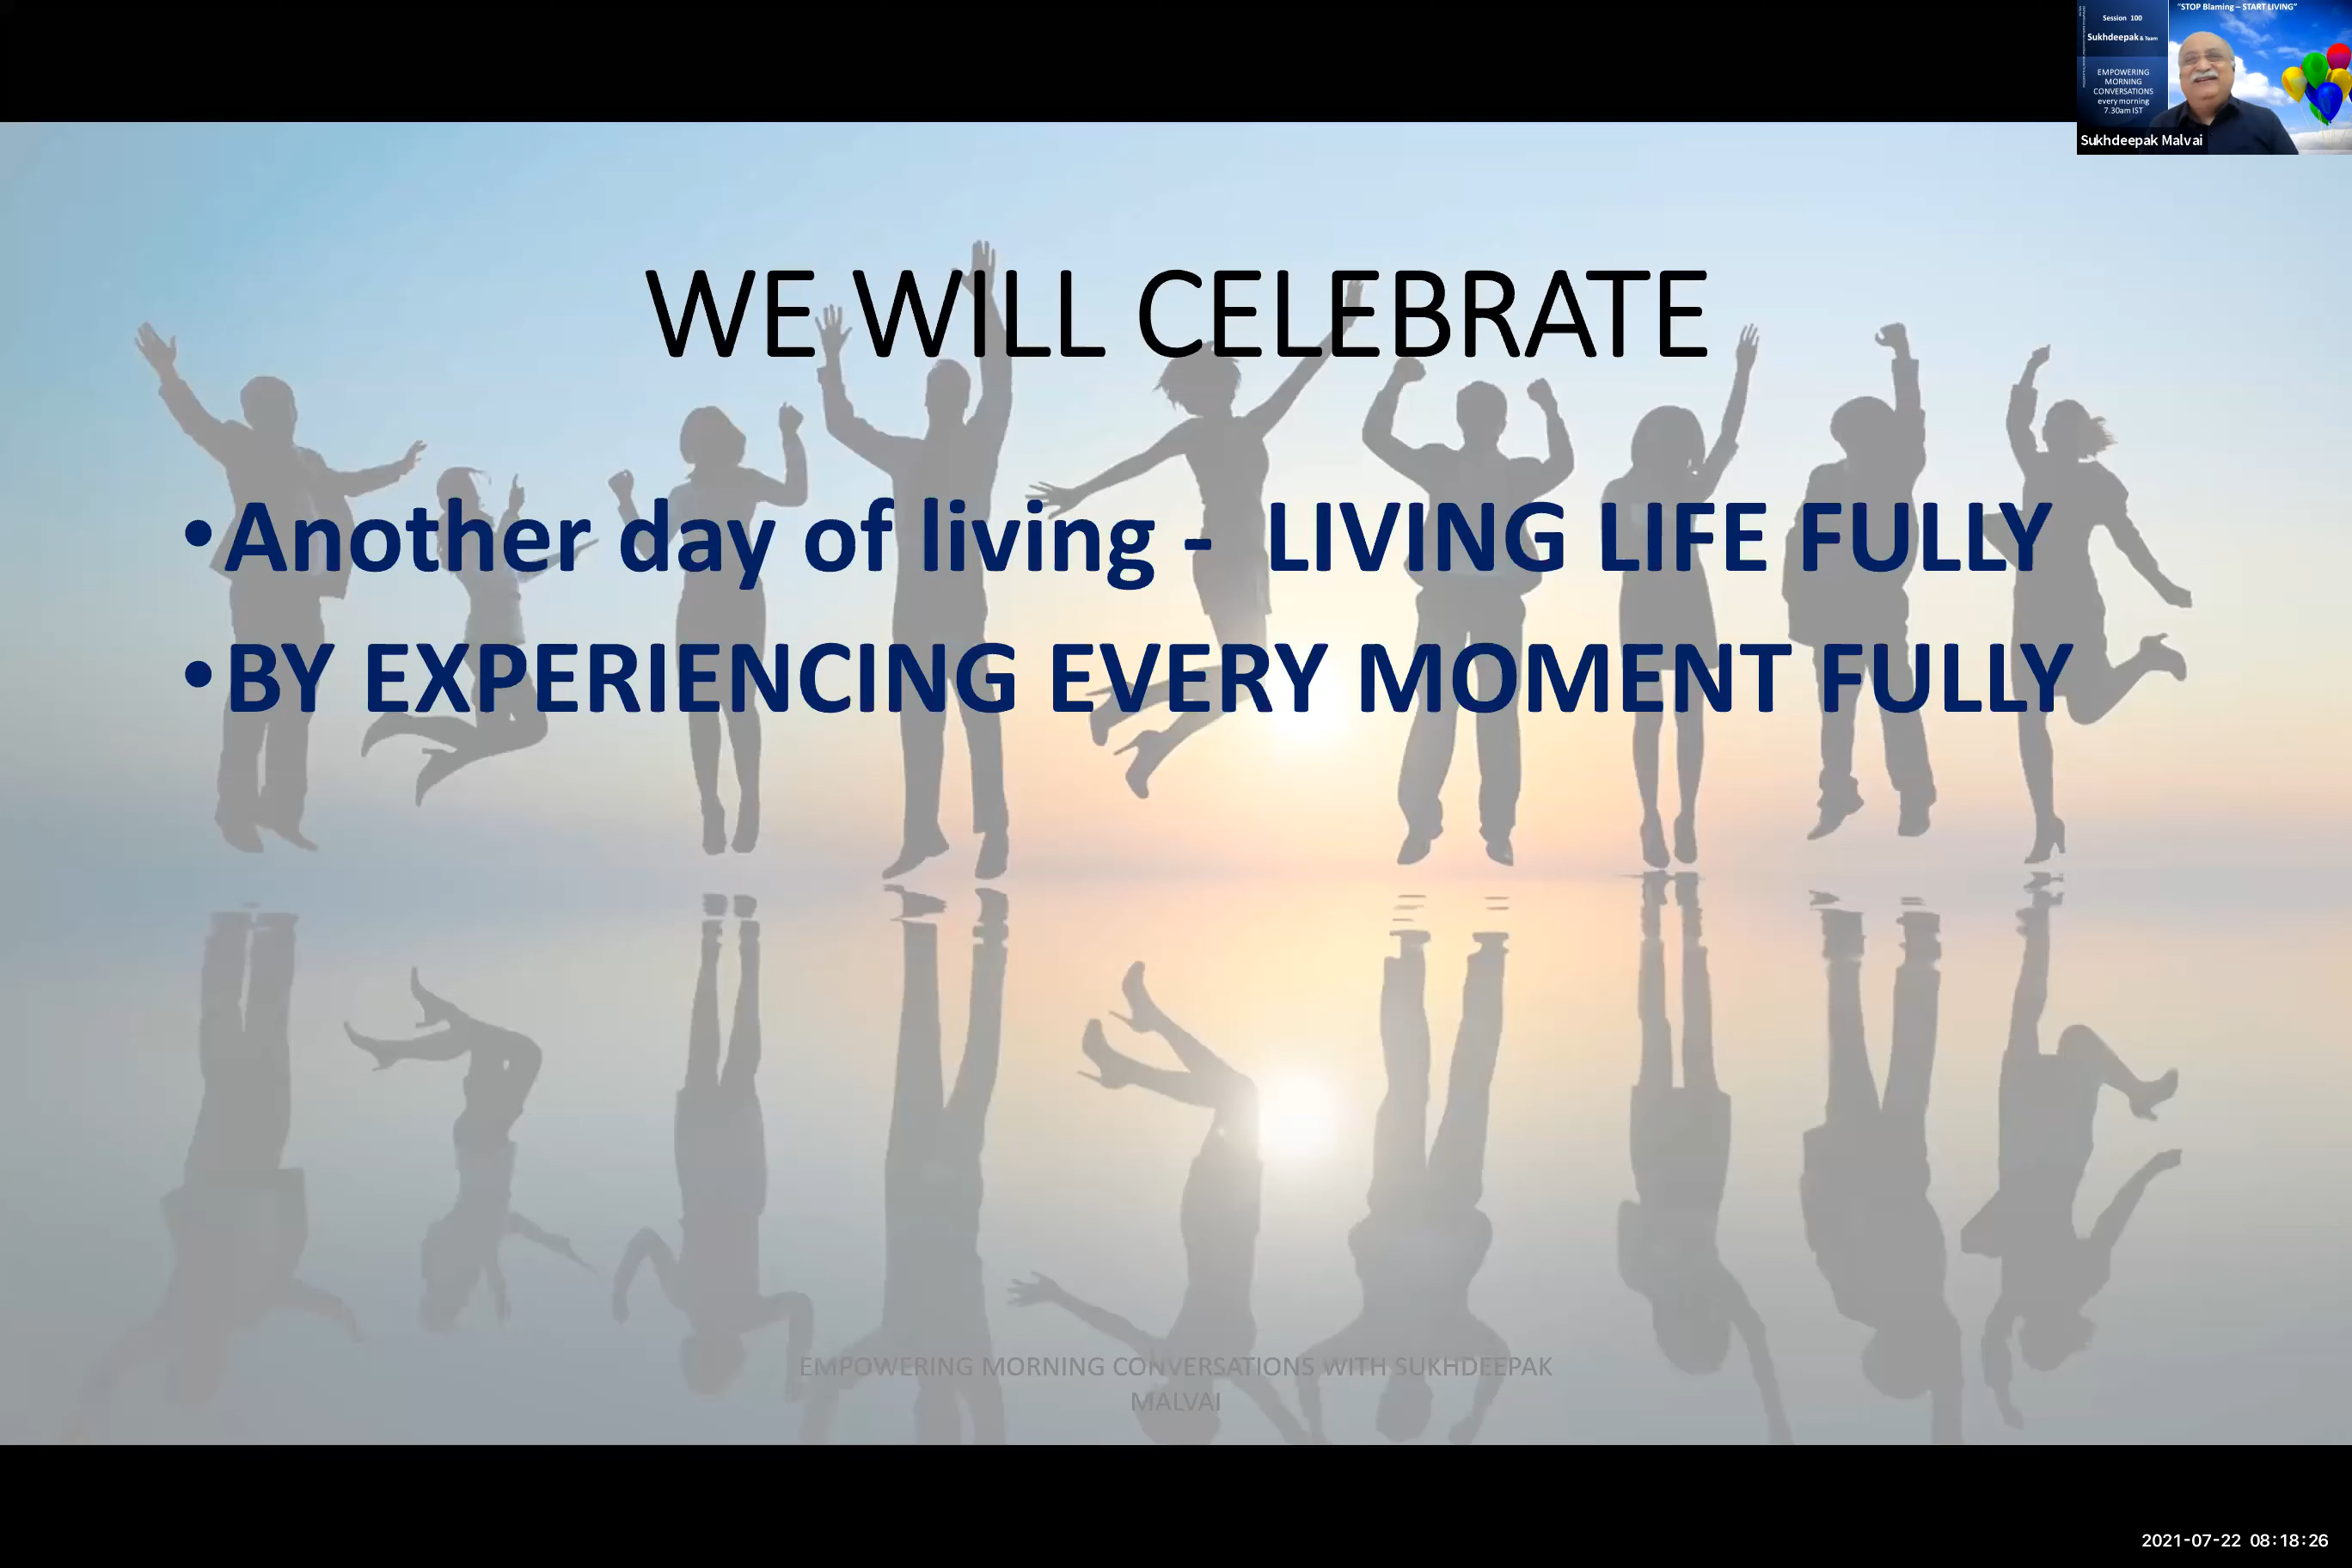 "STOP Blaming – START LIVING"
Session 100
Sukhdeepak & Team
EMPOWERING
MORNING
CONVERSATIONS
every morning
7.30am IST
Sukhdeepak Malvai
WE WILL CELEBRATE
•Another day of living - LIVING LIFE FULLY
•BY EXPERIENCING EVERY MOMENT FULLY
EMPOWERING MORNING CONVERSATIONS WITH SUKHDEEPAK
MALVAI
2021-07-22 08:18:26